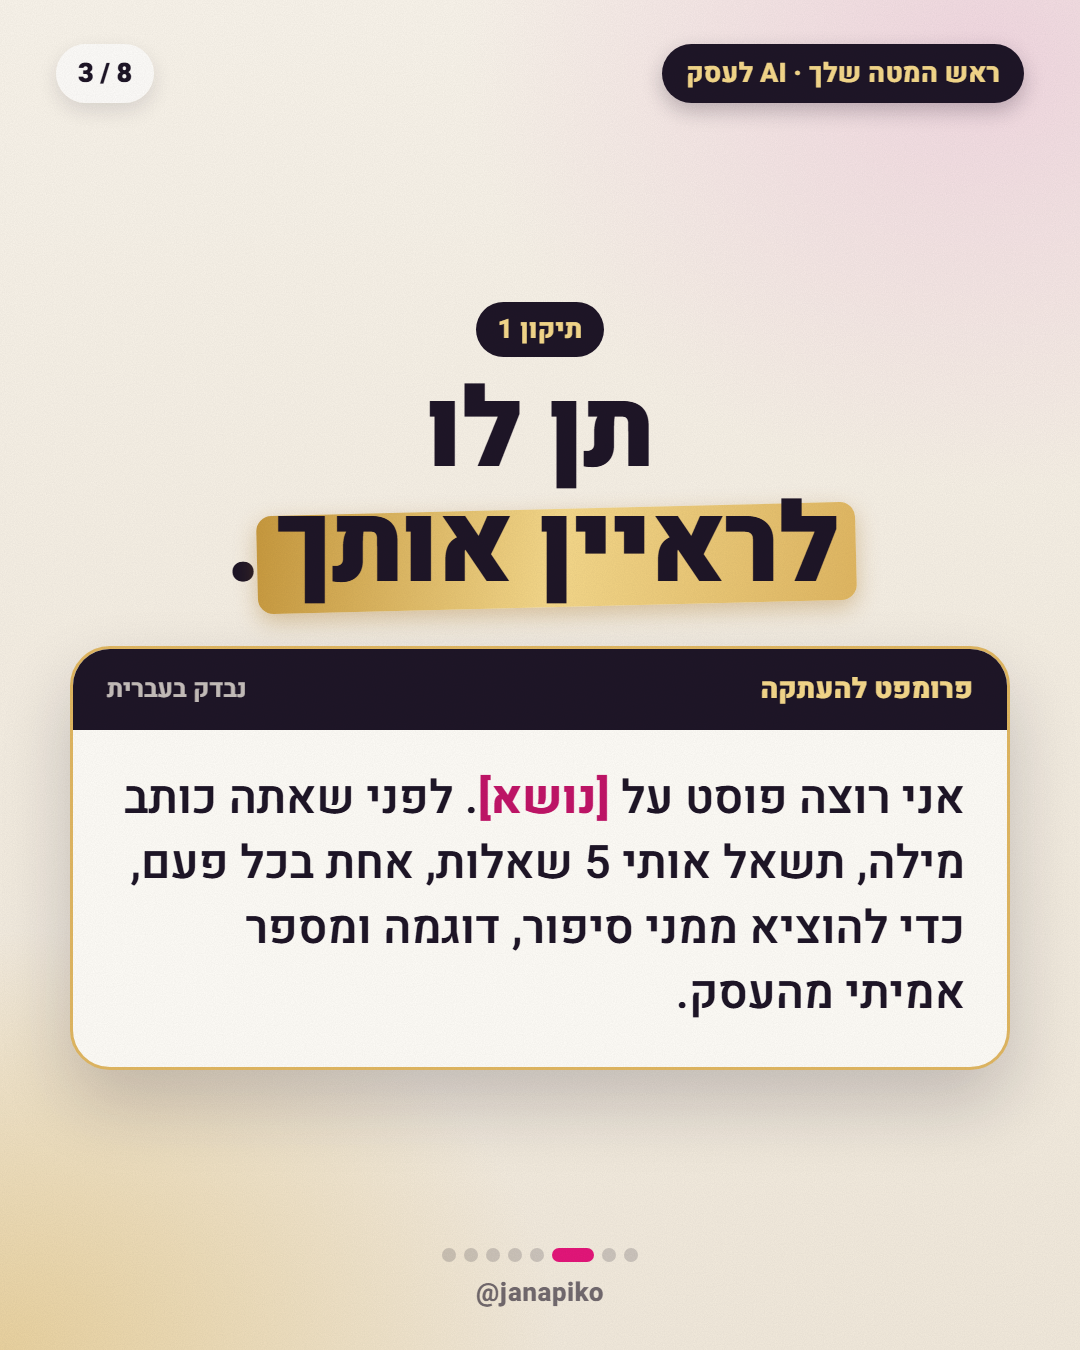 ראש המטה שלך · AI לעסק
3 / 8
תיקון 1
תן לו
לראיין אותך.
פרומפט להעתקה
נבדק בעברית
אני רוצה פוסט על [נושא]. לפני שאתה כותב
מילה, תשאל אותי 5 שאלות, אחת בכל פעם,
כדי להוציא ממני סיפור, דוגמה ומספר
אמיתי מהעסק.
@janapiko